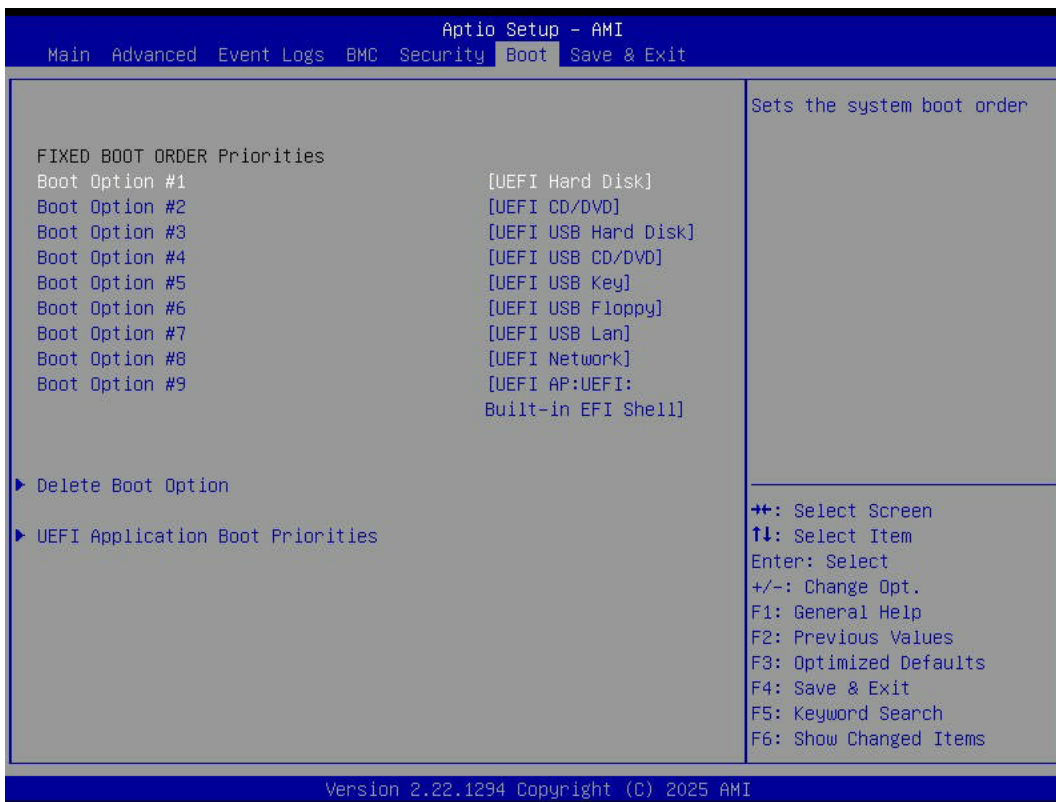 Aptio Setup – AMI
Main Advanced Event Logs BMC Security Boot Save & Exit
FIXED BOOT ORDER Priorities
Boot Option #1 [UEFI Hard Disk]
Boot Option #2 [UEFI CD/DVD]
Boot Option #3 [UEFI USB Hard Disk]
Boot Option #4 [UEFI USB CD/DVD]
Boot Option #5 [UEFI USB Key]
Boot Option #6 [UEFI USB Floppy]
Boot Option #7 [UEFI USB Lan]
Boot Option #8 [UEFI Network]
Boot Option #9 [UEFI AP:UEFI:
Built-in EFI Shell]
Delete Boot Option
UEFI Application Boot Priorities
Sets the system boot order
→←: Select Screen
↑↓: Select Item
Enter: Select
+/-: Change Opt.
F1: General Help
F2: Previous Values
F3: Optimized Defaults
F4: Save & Exit
F5: Keyword Search
F6: Show Changed Items
Version 2.22.1294 Copyright (C) 2025 AMI